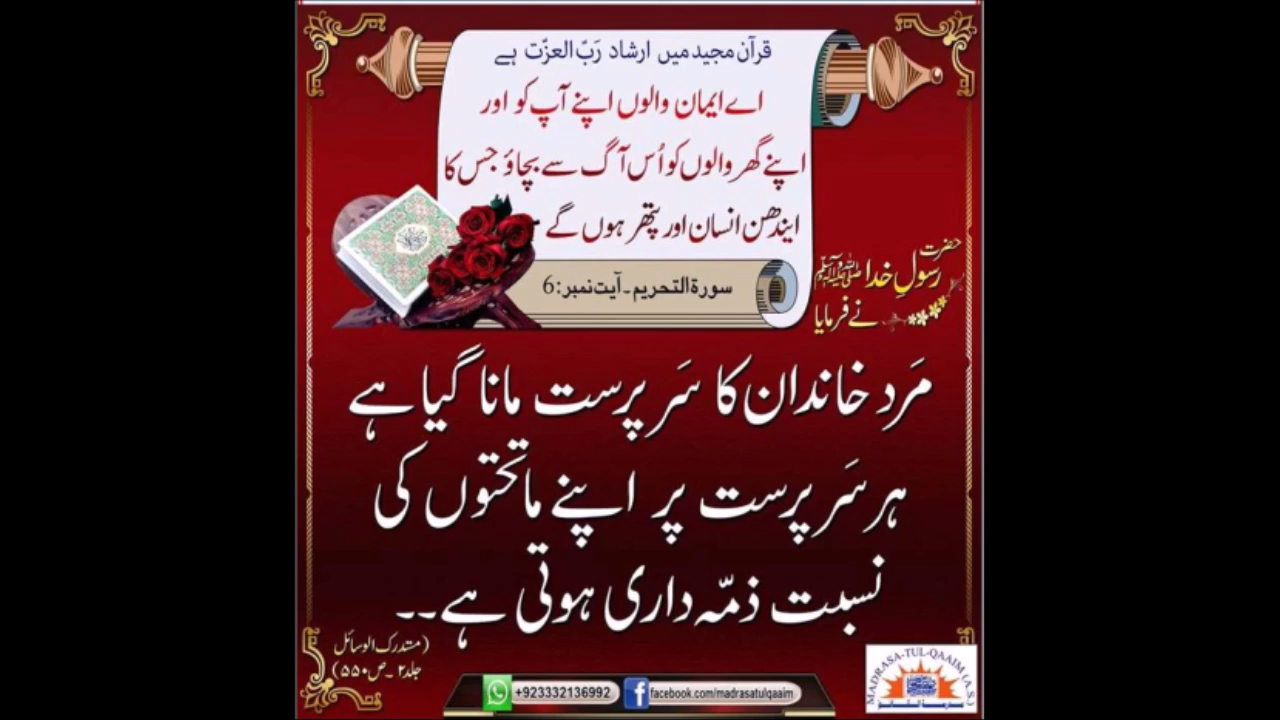 قرآن مجید میں ارشاد رَبّ العزّت ہے
اے ایمان والوں اپنے آپ کو اور
اپنے گھر والوں کو اُس آگ سے بچاؤ جس کا
ایندھن انسان اور پتھر ہوں گے -
سورۃ التحریم۔ آیت نمبر: 6
حضرت
رسولِ خدا ﷺ
نے فرمایا
مَرد خاندان کا سَرپرست مانا گیا ہے
ہر سَرپرست پر اپنے ماتحتوں کی
نسبت ذمّہ داری ہوتی ہے۔۔
(مستدرک الوسائل
جلد ۲ ۔ ص ۵۵۰)
+923332136992
facebook.com/madrasatulqaaim
MADRASA-TUL-QAAIM (A.S.)